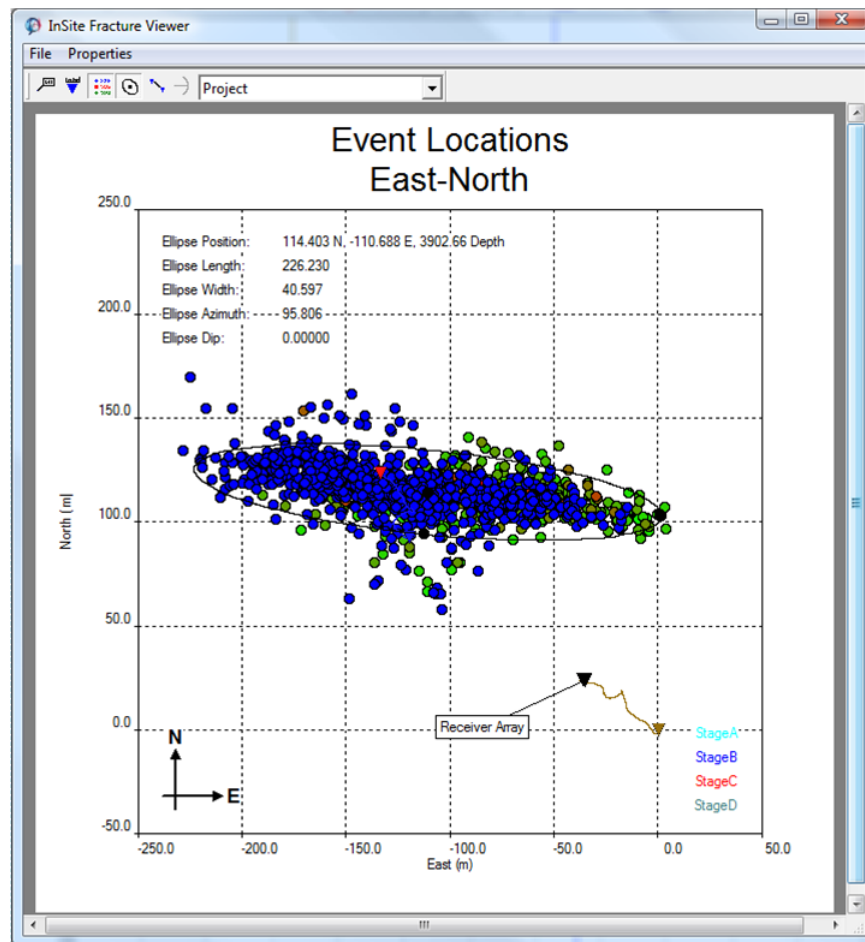 InSite Fracture Viewer
File Properties
Project
Event Locations
East-North
Ellipse Position: 114.403 N, -110.688 E, 3902.66 Depth
Ellipse Length: 226.230
Ellipse Width: 40.597
Ellipse Azimuth: 95.806
Ellipse Dip: 0.00000
250.0
200.0
150.0
100.0
50.0
0.0
-50.0
North (m)
Receiver Array
N
E
StageA
StageB
StageC
StageD
-250.0 -200.0 -150.0 -100.0 -50.0 0.0 50.0
East (m)